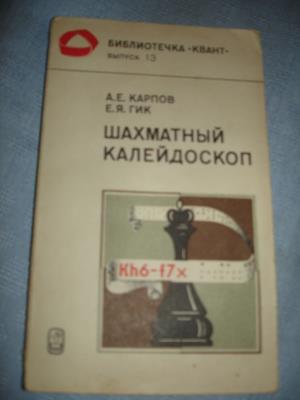 БИБЛИОТЕЧКА «КВАНТ»
ВЫПУСК 13
А.Е. КАРПОВ
Е.Я. ГИК
ШАХМАТНЫЙ
КАЛЕЙДОСКОП
Kh6-f7×